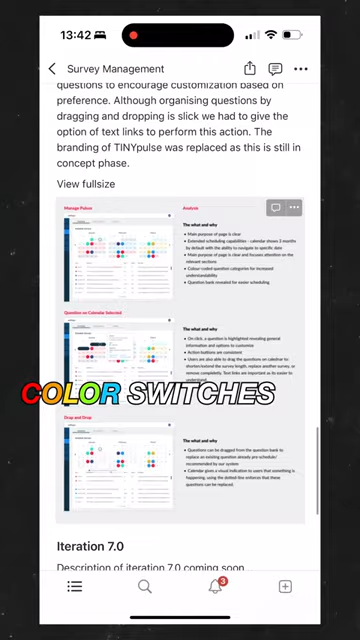 13:42
Survey Management
questions to encourage customization based on
preference. Although organising questions by
dragging and dropping is slick we had to give the
option of text links to perform this action. The
branding of TINYpulse was replaced as this is still in
concept phase.
View fullsize
Manage Pulses
Analysis
The what and why
Main purpose of page is clear
Extended scheduling capabilities - calendar shows 3 months
by default with the ability to navigate to specific date
Main purpose of page is clear and focuses attention on the
relevant sections
Colour-coded question categories for increased
understandability
Question bank revealed for easier scheduling
Question on Calendar Selected
The what and why
On click, a question is highlighted revealing general
information and options to customize
Action buttons are consistent
Users are also able to drag the questions on calendar to
shorten/extend the survey length, replace another survey, or
remove completely. Text links are important as its easier to
understand
COLOR SWITCHES
Drag and Drop
The what and why
Questions can be dragged from the question bank to
replace an existing question already pre-schedule/
recommended by our system
Calendar gives a visual indication to users that something is
happening, using the dotted line enforces that these
questions can be replaced.
Iteration 7.0
Description of iteration 7.0 coming soon
3